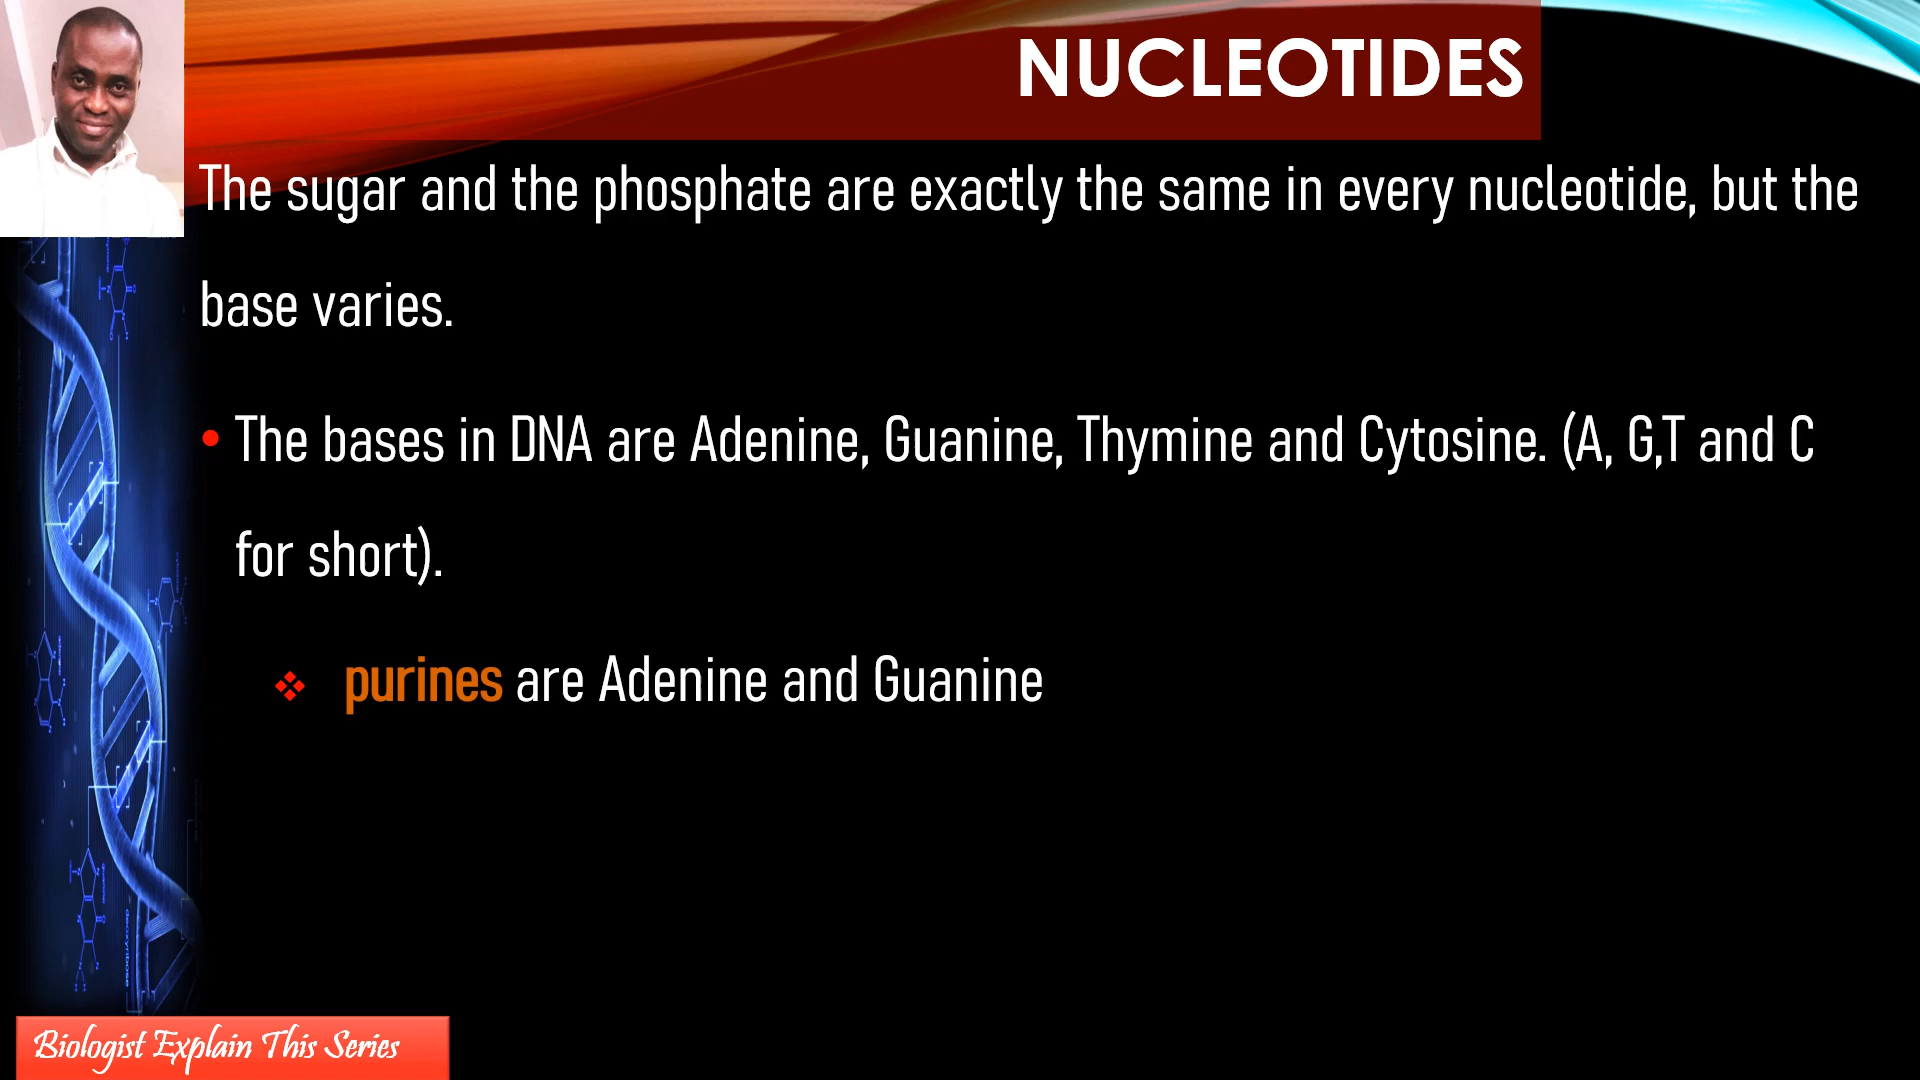 NUCLEOTIDES
The sugar and the phosphate are exactly the same in every nucleotide, but the
base varies.
• The bases in DNA are Adenine, Guanine, Thymine and Cytosine. (A, G,T and C
for short).
❖ purines are Adenine and Guanine
Biologist Explain This Series